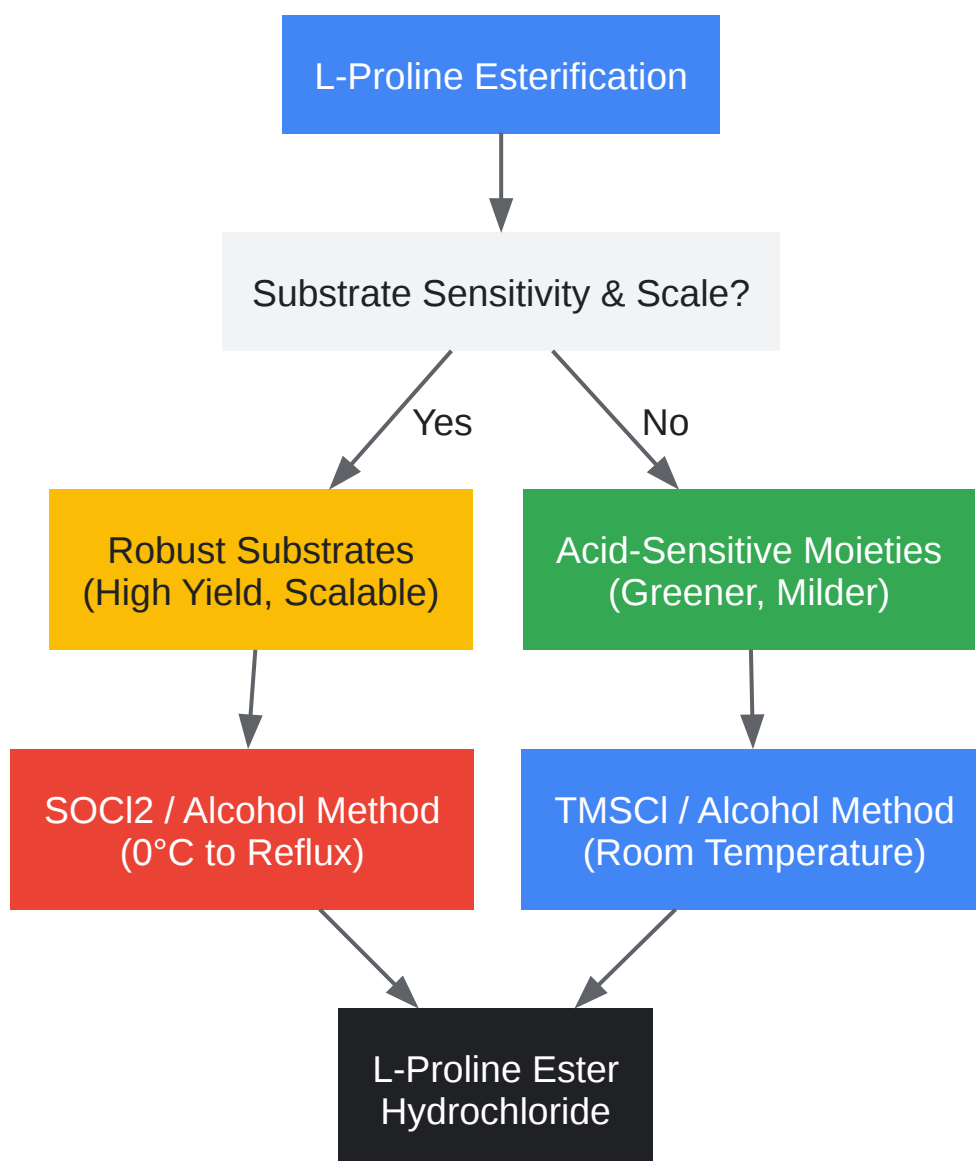 L-Proline Esterification
Substrate Sensitivity & Scale?
Yes
No
Robust Substrates
(High Yield, Scalable)
Acid-Sensitive Moieties
(Greener, Milder)
SOCl2 / Alcohol Method
(0°C to Reflux)
TMSCl / Alcohol Method
(Room Temperature)
L-Proline Ester
Hydrochloride